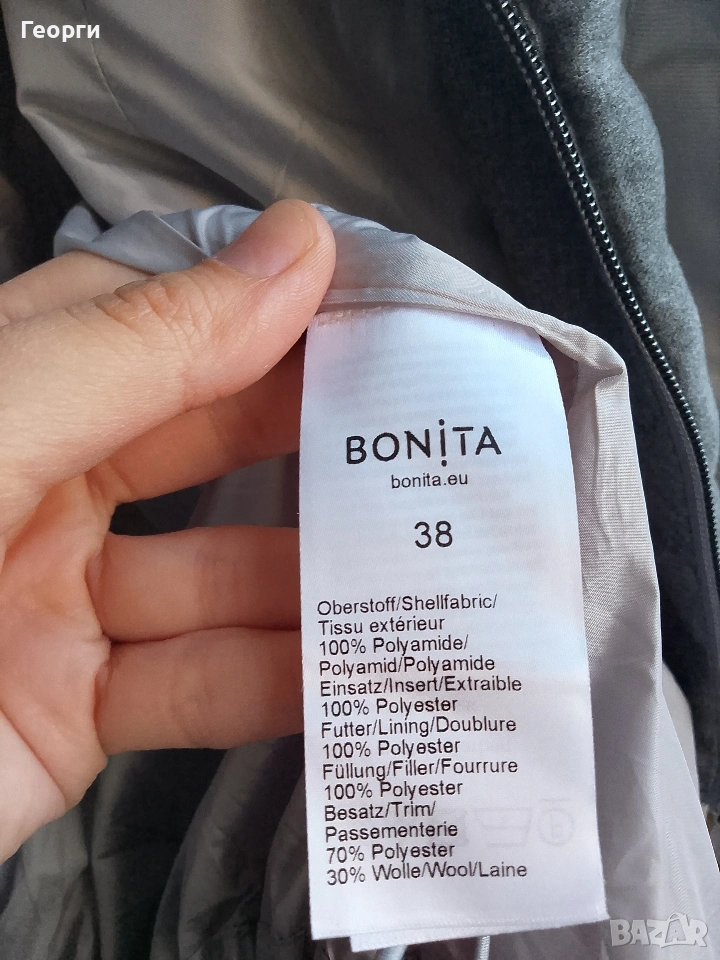 Георги
BONiTA
bonita.eu
38
Oberstoff/Shellfabric/
Tissu extérieur
100% Polyamide/
Polyamid/Polyamide
Einsatz/Insert/Extraible
100% Polyester
Futter/Lining/Doublure
100% Polyester
Füllung/Filler/Fourrure
100% Polyester
Besatz/Trim/
Passementerie
70% Polyester
30% Wolle/Wool/Laine
BAZAR